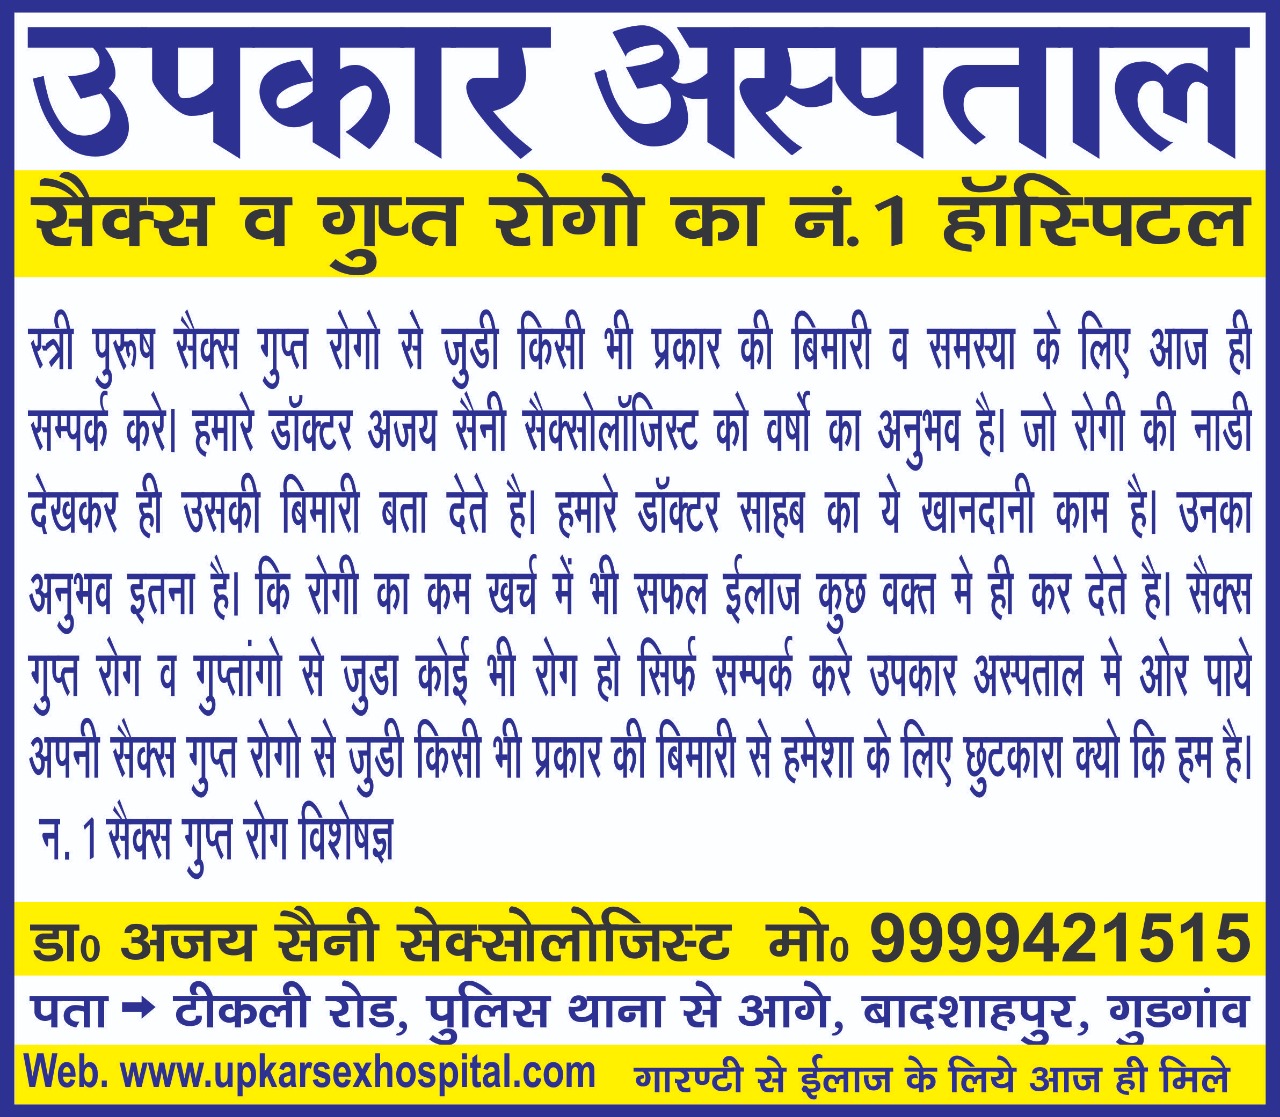 उपकार अस्पताल
सैक्स व गुप्त रोगो का नं.1 हॉस्पिटल
स्त्री पुरूष सैक्स गुप्त रोगो से जुडी किसी भी प्रकार की बिमारी व समस्या के लिए आज ही
सम्पर्क करे। हमारे डॉक्टर अजय सैनी सैक्सोलॉजिस्ट को वर्षो का अनुभव है। जो रोगी की नाडी
देखकर ही उसकी बिमारी बता देते है। हमारे डॉक्टर साहब का ये खानदानी काम है। उनका
अनुभव इतना है। कि रोगी का कम खर्च में भी सफल ईलाज कुछ वक्त मे ही कर देते है। सैक्स
गुप्त रोग व गुप्तांगो से जुडा कोई भी रोग हो सिर्फ सम्पर्क करे उपकार अस्पताल मे ओर पाये
अपनी सैक्स गुप्त रोगो से जुडी किसी भी प्रकार की बिमारी से हमेशा के लिए छुटकारा क्यो कि हम है।
न. 1 सैक्स गुप्त रोग विशेषज्ञ
डा० अजय सैनी सेक्सोलोजिस्ट मो० 9999421515
पता ➡ टीकली रोड, पुलिस थाना से आगे, बादशाहपुर, गुडगांव
Web. www.upkarsexhospital.com गारण्टी से ईलाज के लिये आज ही मिले